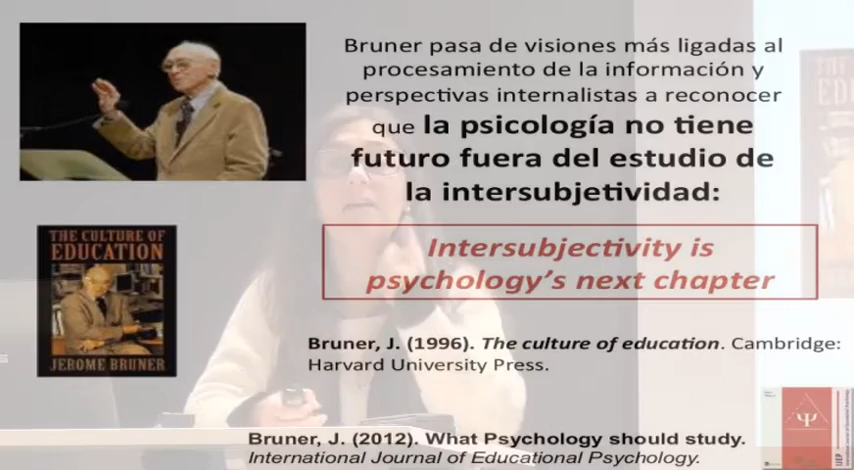 Bruner pasa de visiones más ligadas al
procesamiento de la información y
perspectivas internalistas a reconocer
que la psicología no tiene
futuro fuera del estudio de
la intersubjetividad:
THE CULTURE OF
EDUCATION
JEROME BRUNER
Intersubjectivity is
psychology's next chapter
Bruner, J. (1996). The culture of education. Cambridge:
Harvard University Press.
Bruner, J. (2012). What Psychology should study.
International Journal of Educational Psychology.
IJEP